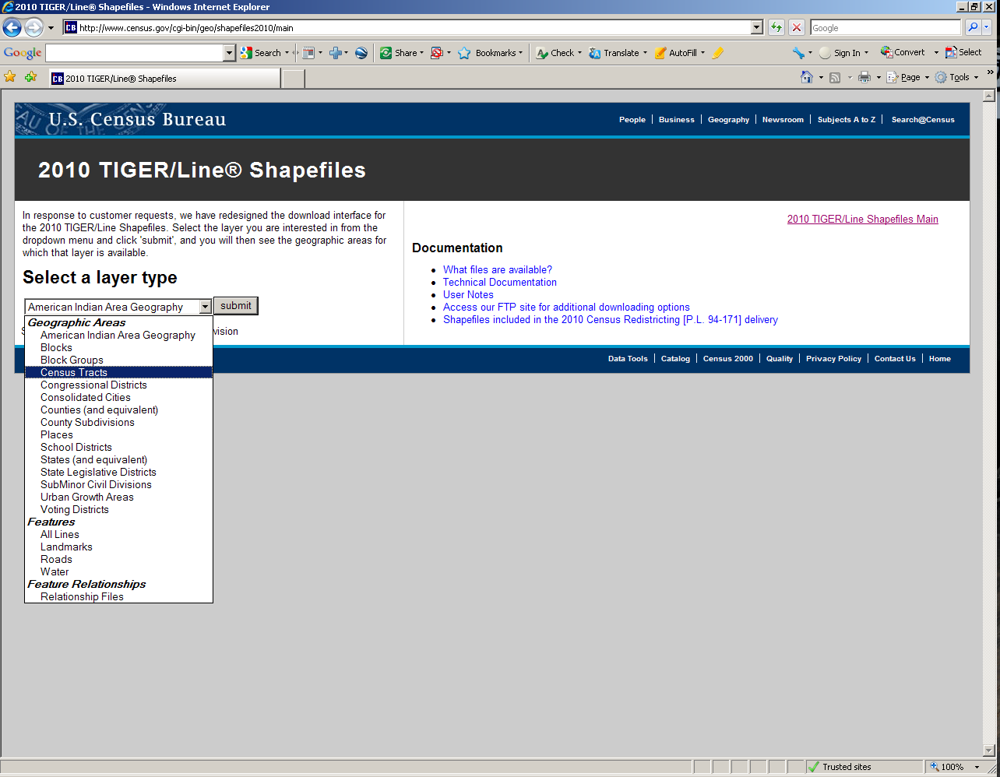 2010 TIGER/Line® Shapefiles - Windows Internet Explorer
CB http://www.census.gov/cgi-bin/geo/shapefiles2010/main
Google
Google Search Share Bookmarks Check Translate AutoFill Sign In Convert Select
CB 2010 TIGER/Line® Shapefiles
Page Tools »
U.S. Census Bureau
People | Business | Geography | Newsroom | Subjects A to Z | Search@Census
2010 TIGER/Line® Shapefiles
In response to customer requests, we have redesigned the download interface for
the 2010 TIGER/Line Shapefiles. Select the layer you are interested in from the
dropdown menu and click 'submit', and you will then see the geographic areas for
which that layer is available.
Select a layer type
American Indian Area Geography
submit
Geographic Areas
American Indian Area Geography
Blocks
Block Groups
Census Tracts
Congressional Districts
Consolidated Cities
Counties (and equivalent)
County Subdivisions
Places
School Districts
States (and equivalent)
State Legislative Districts
SubMinor Civil Divisions
Urban Growth Areas
Voting Districts
Features
All Lines
Landmarks
Roads
Water
Feature Relationships
Relationship Files
vision
2010 TIGER/Line Shapefiles Main
Documentation
• What files are available?
• Technical Documentation
• User Notes
• Access our FTP site for additional downloading options
• Shapefiles included in the 2010 Census Redistricting [P.L. 94-171] delivery
Data Tools | Catalog | Census 2000 | Quality | Privacy Policy | Contact Us | Home
Trusted sites
100%